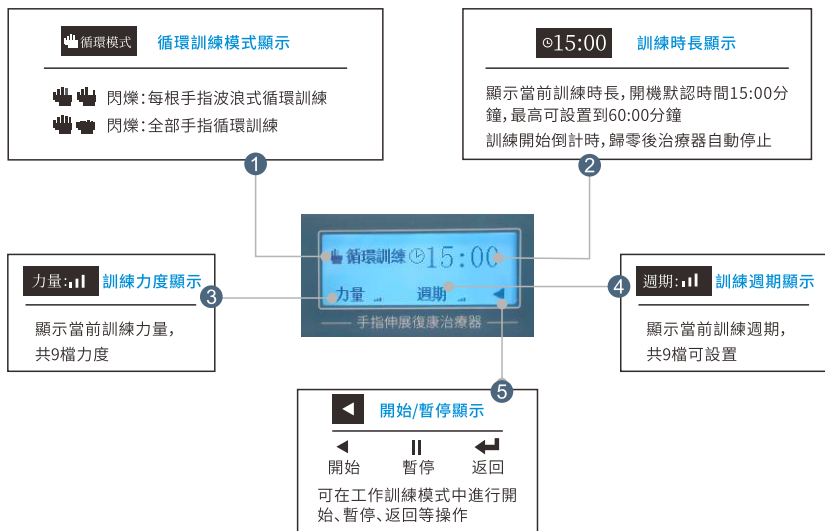 循環模式 循環訓練模式顯示
閃爍:每根手指波浪式循環訓練
閃爍:全部手指循環訓練
1
15:00 訓練時長顯示
顯示當前訓練時長,開機默認時間15:00分
鐘,最高可設置到60:00分鐘
訓練開始倒計時,歸零後治療器自動停止
2
循環訓練 15:00
力量 週期
手指伸展復康治療器
力量: 訓練力度顯示
3
顯示當前訓練力量,
共9檔力度
週期: 訓練週期顯示
4
顯示當前訓練週期,
共9檔可設置
5
開始/暫停顯示
開始 暫停 返回
可在工作訓練模式中進行開
始、暫停、返回等操作